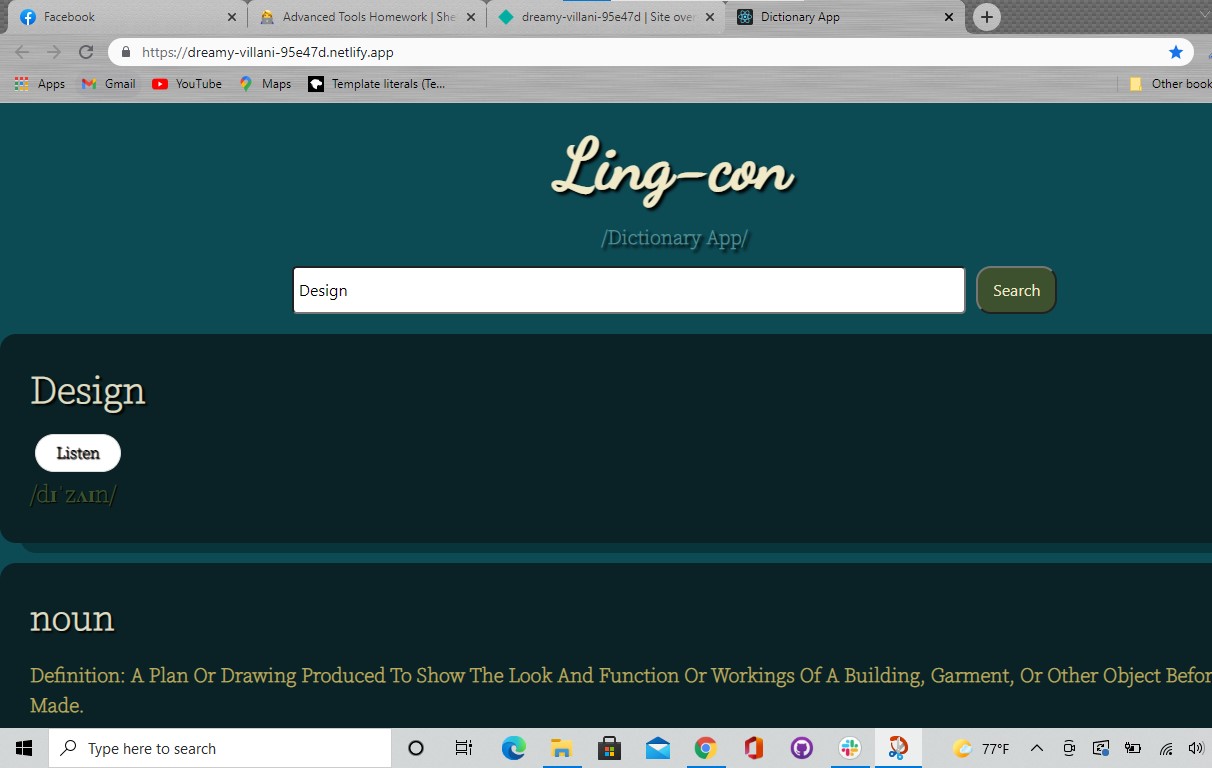 Facebook
Advanced Tools Homework | She
dreamy-villani-95e47d | Site over
Dictionary App
https://dreamy-villani-95e47d.netlify.app
Apps
Gmail
YouTube
Maps
Template literals (Te...
Other book
Ling-con
/Dictionary App/
Design
Search
Design
Listen
/dɪˈzʌɪn/
noun
Definition: A Plan Or Drawing Produced To Show The Look And Function Or Workings Of A Building, Garment, Or Other Object Befor
Made.
Type here to search
77°F